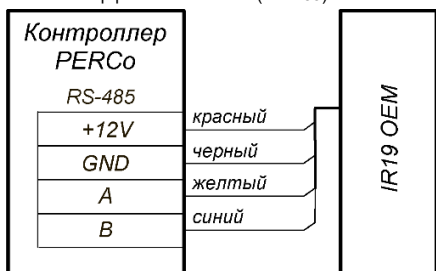 Контроллер
PERCo
RS-485
+12V красный
GND черный
A желтый
B синий
IR19 OEM